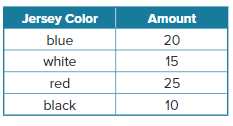 Jersey Color Amount
blue 20
white 15
red 25
black 10